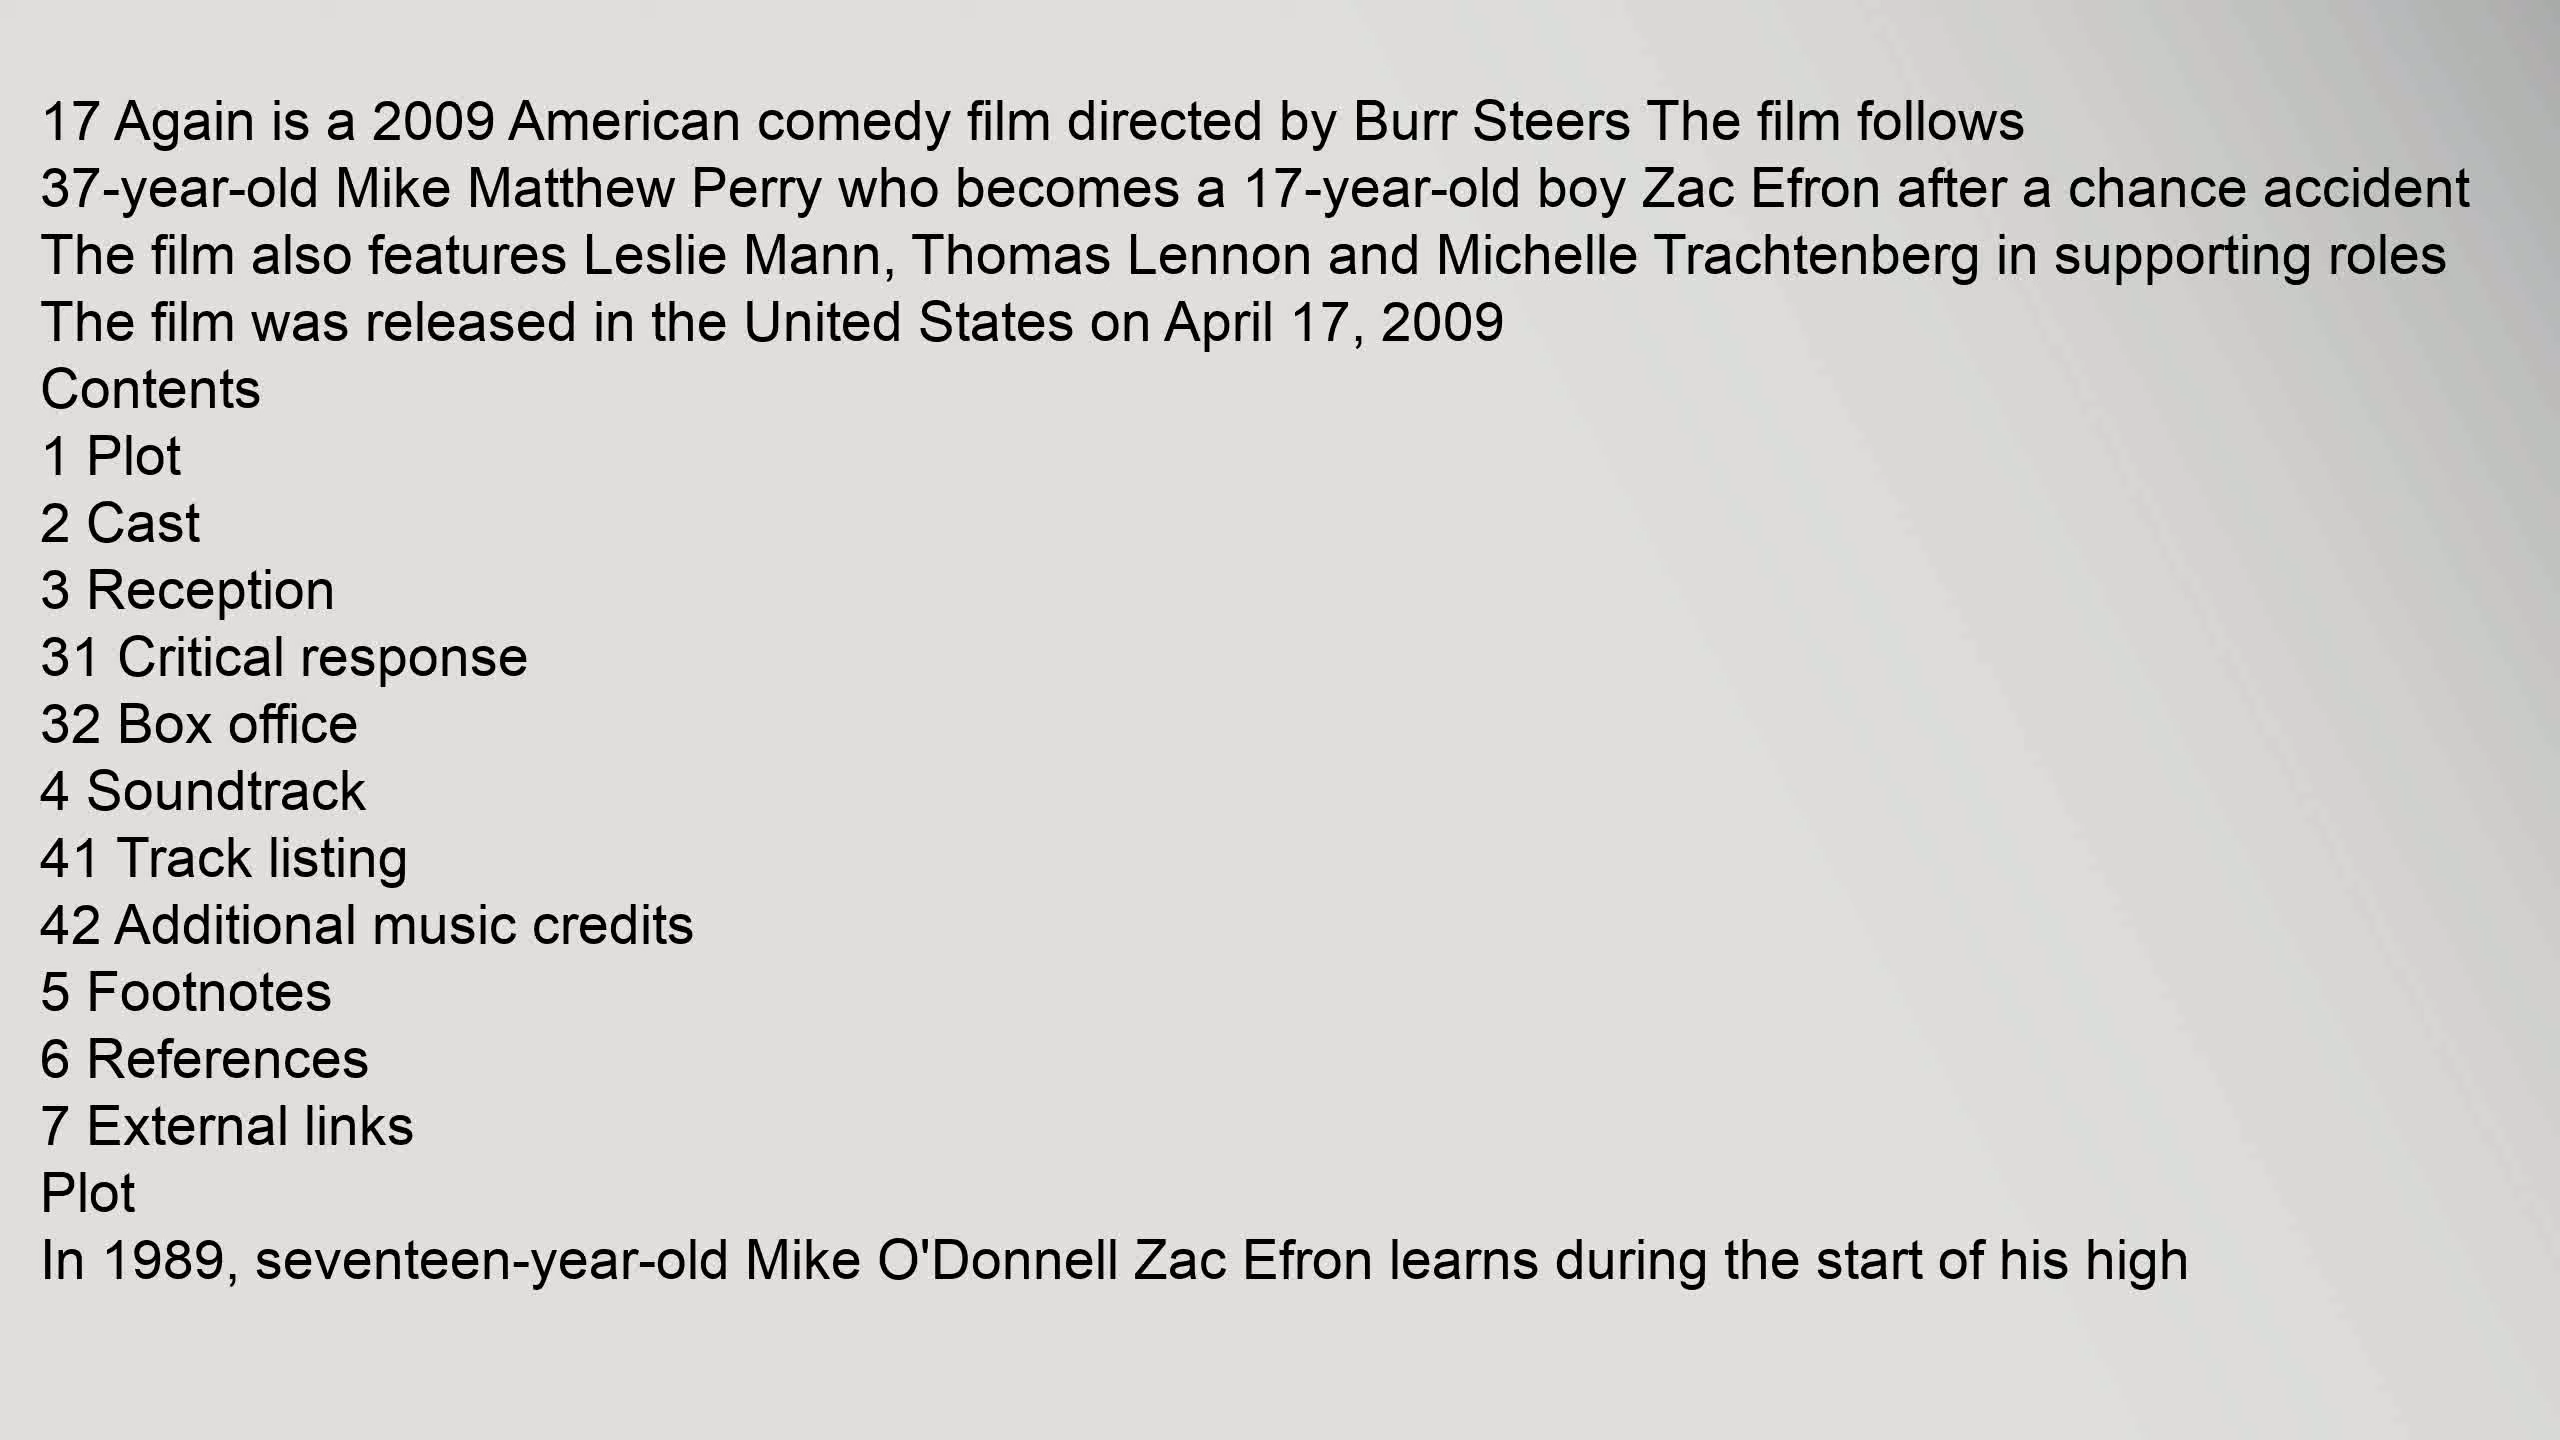 17 Again is a 2009 American comedy film directed by Burr Steers The film follows
37-year-old Mike Matthew Perry who becomes a 17-year-old boy Zac Efron after a chance accident
The film also features Leslie Mann, Thomas Lennon and Michelle Trachtenberg in supporting roles
The film was released in the United States on April 17, 2009
Contents
1 Plot
2 Cast
3 Reception
31 Critical response
32 Box office
4 Soundtrack
41 Track listing
42 Additional music credits
5 Footnotes
6 References
7 External links
Plot
In 1989, seventeen-year-old Mike O'Donnell Zac Efron learns during the start of his high